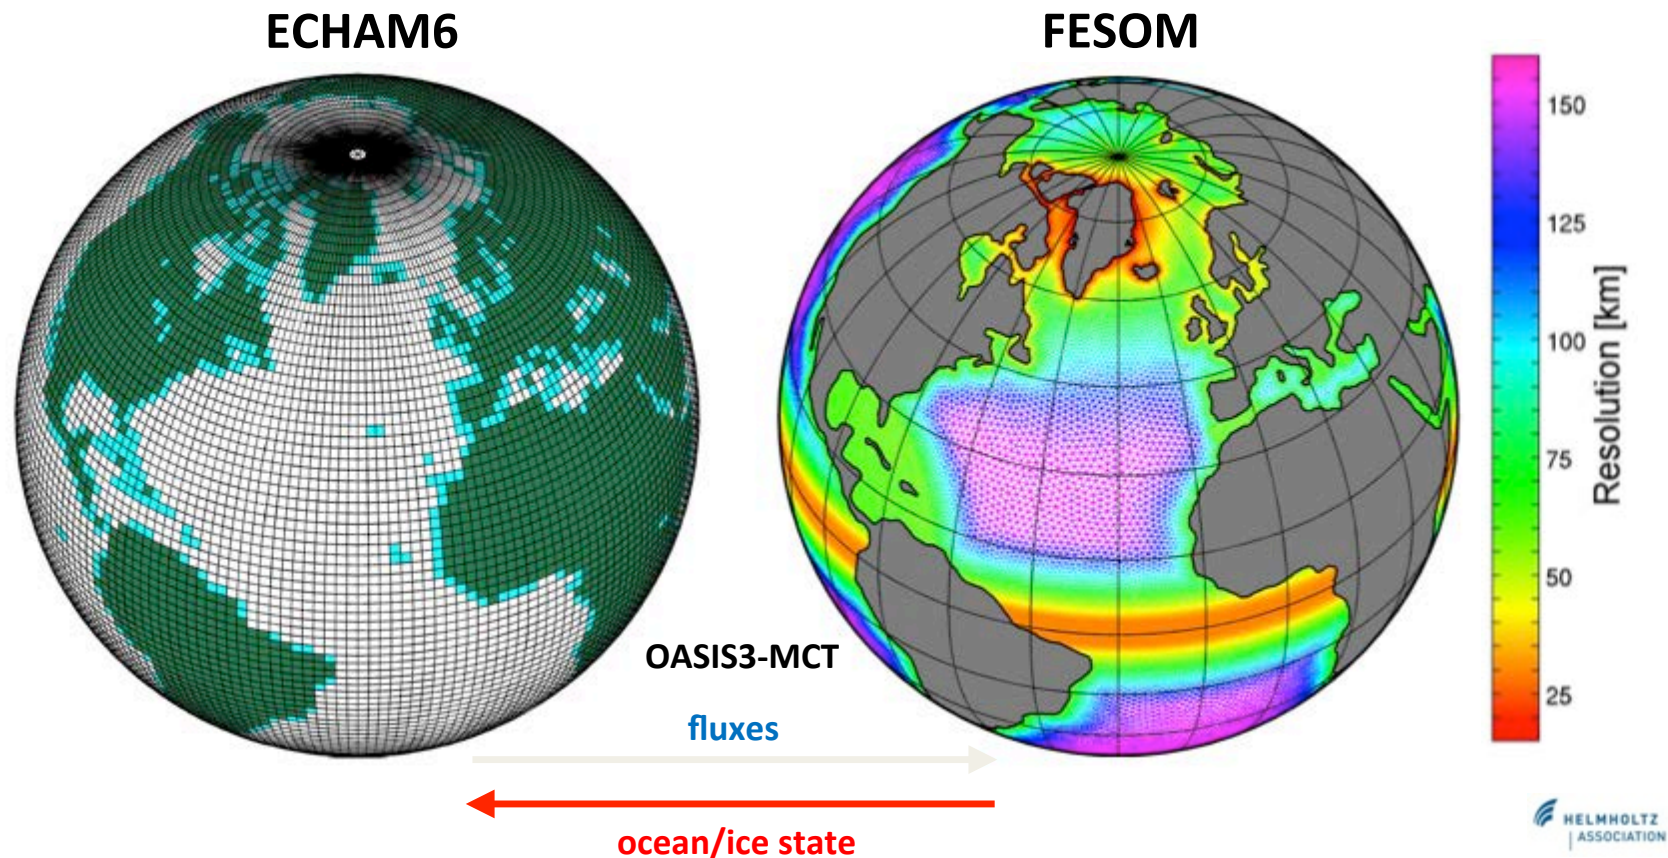 ECHAM6
FESOM
150
125
100
75
50
25
Resolution [km]
OASIS3-MCT
fluxes
ocean/ice state
HELMHOLTZ
ASSOCIATION